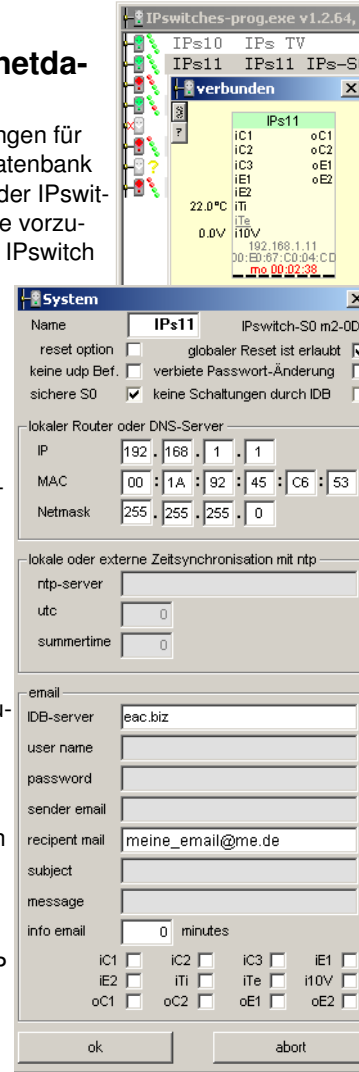 IPswitches-prog.exe v1.2.64,
IPs10 IPs TV
IPs11 IPs11 IPs-S
netda-
ngen für
atenbank
der IPswit-
e vorzu-
IPswitch
verbunden
?
IPs11
iC1 oC1
iC2 oC2
iC3 oE1
iE1 oE2
iE2
22.0°C iTi
iTe
0.0V i10V
192.168.1.11
00:E0:67:C0:04:CD
mo 00:02:38
System
Name IPs11 IPswitch-S0 m2-0D
reset option globaler Reset ist erlaubt
keine udp Bef. verbiete Passwort-Änderung
sichere S0 keine Schaltungen durch IDB
lokaler Router oder DNS-Server
IP 192 . 168 . 1 . 1
MAC 00 : 1A : 92 : 45 : C6 : 53
Netmask 255 . 255 . 255 . 0
lokale oder externe Zeitsynchronisation mit ntp
ntp-server
utc 0
summertime 0
email
u-
IDB-server eac.biz
user name
password
sender email
recipent mail meine_email@me.de
subject
message
info email 0 minutes
iC1 iC2 iC3 iE1
iE2 iTi iTe i10V
oC1 oC2 oE1 oE2
ok abort